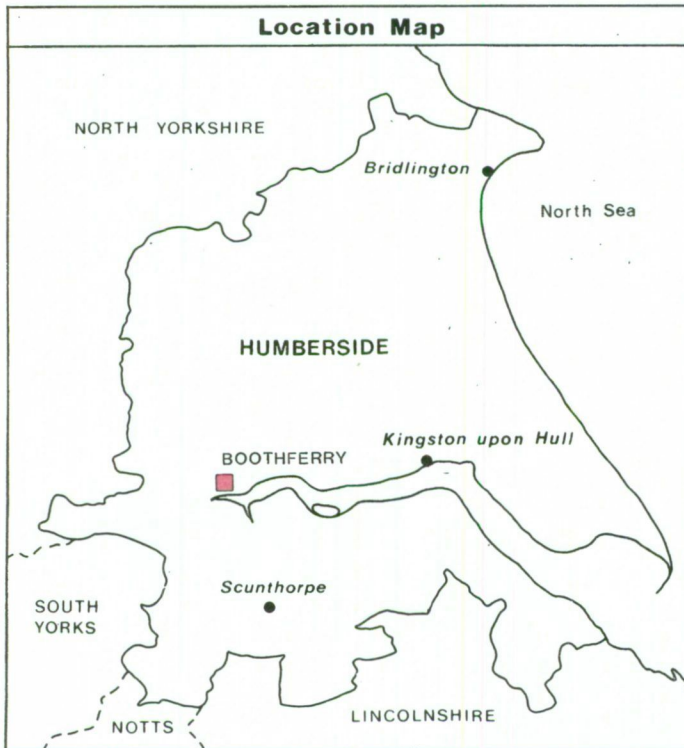 Location Map
NORTH YORKSHIRE
Bridlington
North Sea
HUMBERSIDE
Kingston upon Hull
BOOTHFERRY
Scunthorpe
SOUTH
YORKS
LINCOLNSHIRE
NOTTS